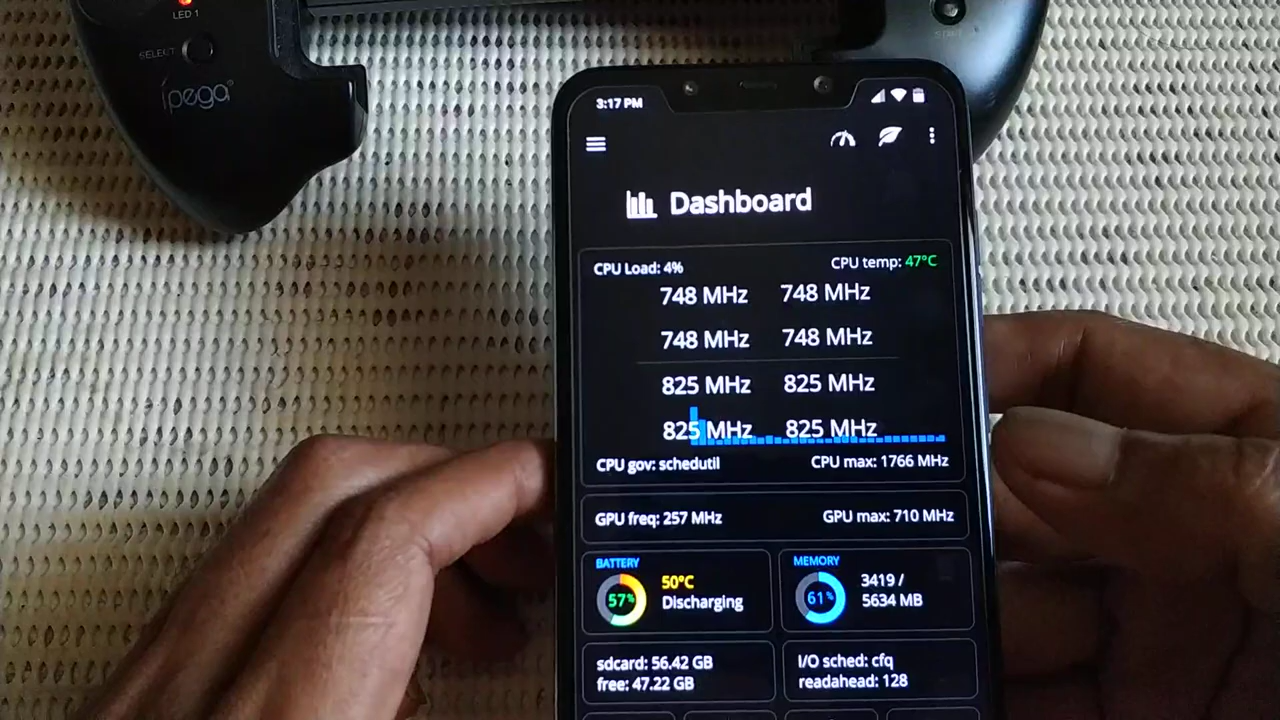 LED 1
SELECT
ípega
START
3:17 PM
Dashboard
CPU Load: 4%
CPU temp: 47°C
748 MHz 748 MHz
748 MHz 748 MHz
825 MHz 825 MHz
825 MHz 825 MHz
CPU gov: schedutil
CPU max: 1766 MHz
GPU freq: 257 MHz
GPU max: 710 MHz
BATTERY
57%
50°C
Discharging
MEMORY
61%
3419 /
5634 MB
sdcard: 56.42 GB
free: 47.22 GB
I/O sched: cfq
readahead: 128